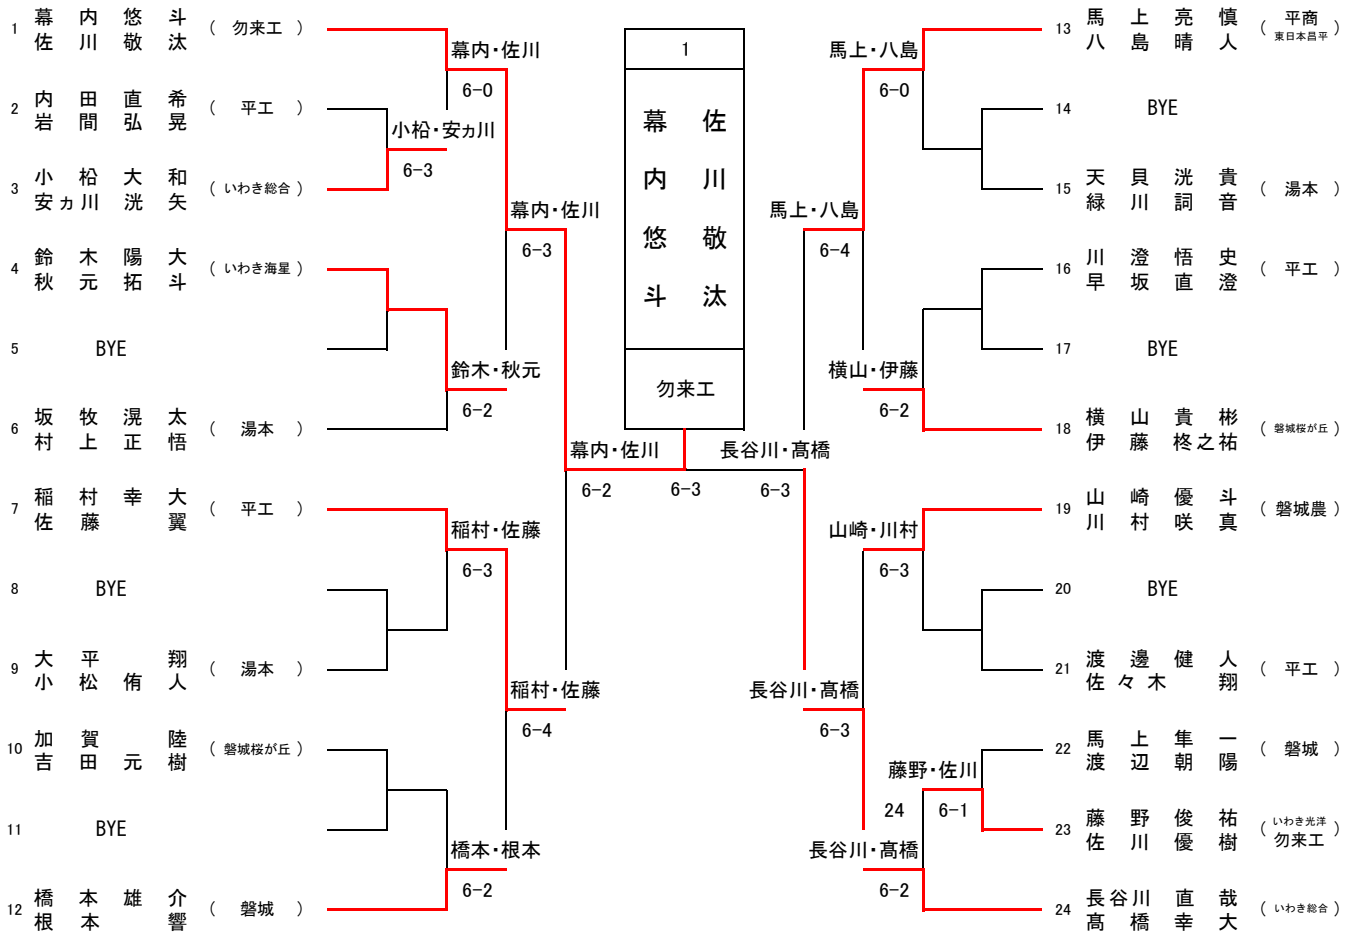 1 幕内悠斗 ( 勿来工 )
佐川敬汰
2 内田直希 ( 平工 )
岩間弘晃
3 小松大和 ( いわき総合 )
安ヵ川洸矢
4 鈴木陽大 ( いわき海星 )
秋元拓斗
5 BYE
6 坂牧滉太 ( 湯本 )
村上正悟
7 稲村幸大 ( 平工 )
佐藤翼
8 BYE
9 大平翔 ( 湯本 )
小松侑人
10 加賀陸 ( 磐城桜が丘 )
吉田元樹
11 BYE
12 橋本雄介 ( 磐城 )
根本響
幕内・佐川
6-0
小松・安ヵ川
6-3
幕内・佐川
6-3
鈴木・秋元
6-2
幕内・佐川
6-2
稲村・佐藤
6-3
稲村・佐藤
6-4
橋本・根本
6-2
1
幕内悠斗
佐川敬汰
勿来工
6-3
馬上・八島
6-0
馬上・八島
6-4
横山・伊藤
6-2
長谷川・髙橋
6-3
山崎・川村
6-3
長谷川・髙橋
6-3
藤野・佐川
24 6-1
長谷川・髙橋
6-2
13 馬上亮慎 ( 平商 )
八島晴人 東日本昌平
14 BYE
15 天貝洸貴 ( 湯本 )
緑川詞音
16 川澄悟史 ( 平工 )
早坂直澄
17 BYE
18 横山貴彬 ( 磐城桜が丘 )
伊藤柊之祐
19 山崎優斗 ( 磐城農 )
川村咲真
20 BYE
21 渡邊健人 ( 平工 )
佐々木翔
22 馬上隼一 ( 磐城 )
渡辺朝陽
23 藤野俊祐 ( いわき光洋 )
佐川優樹 勿来工
24 長谷川直哉 ( いわき総合 )
髙橋幸大